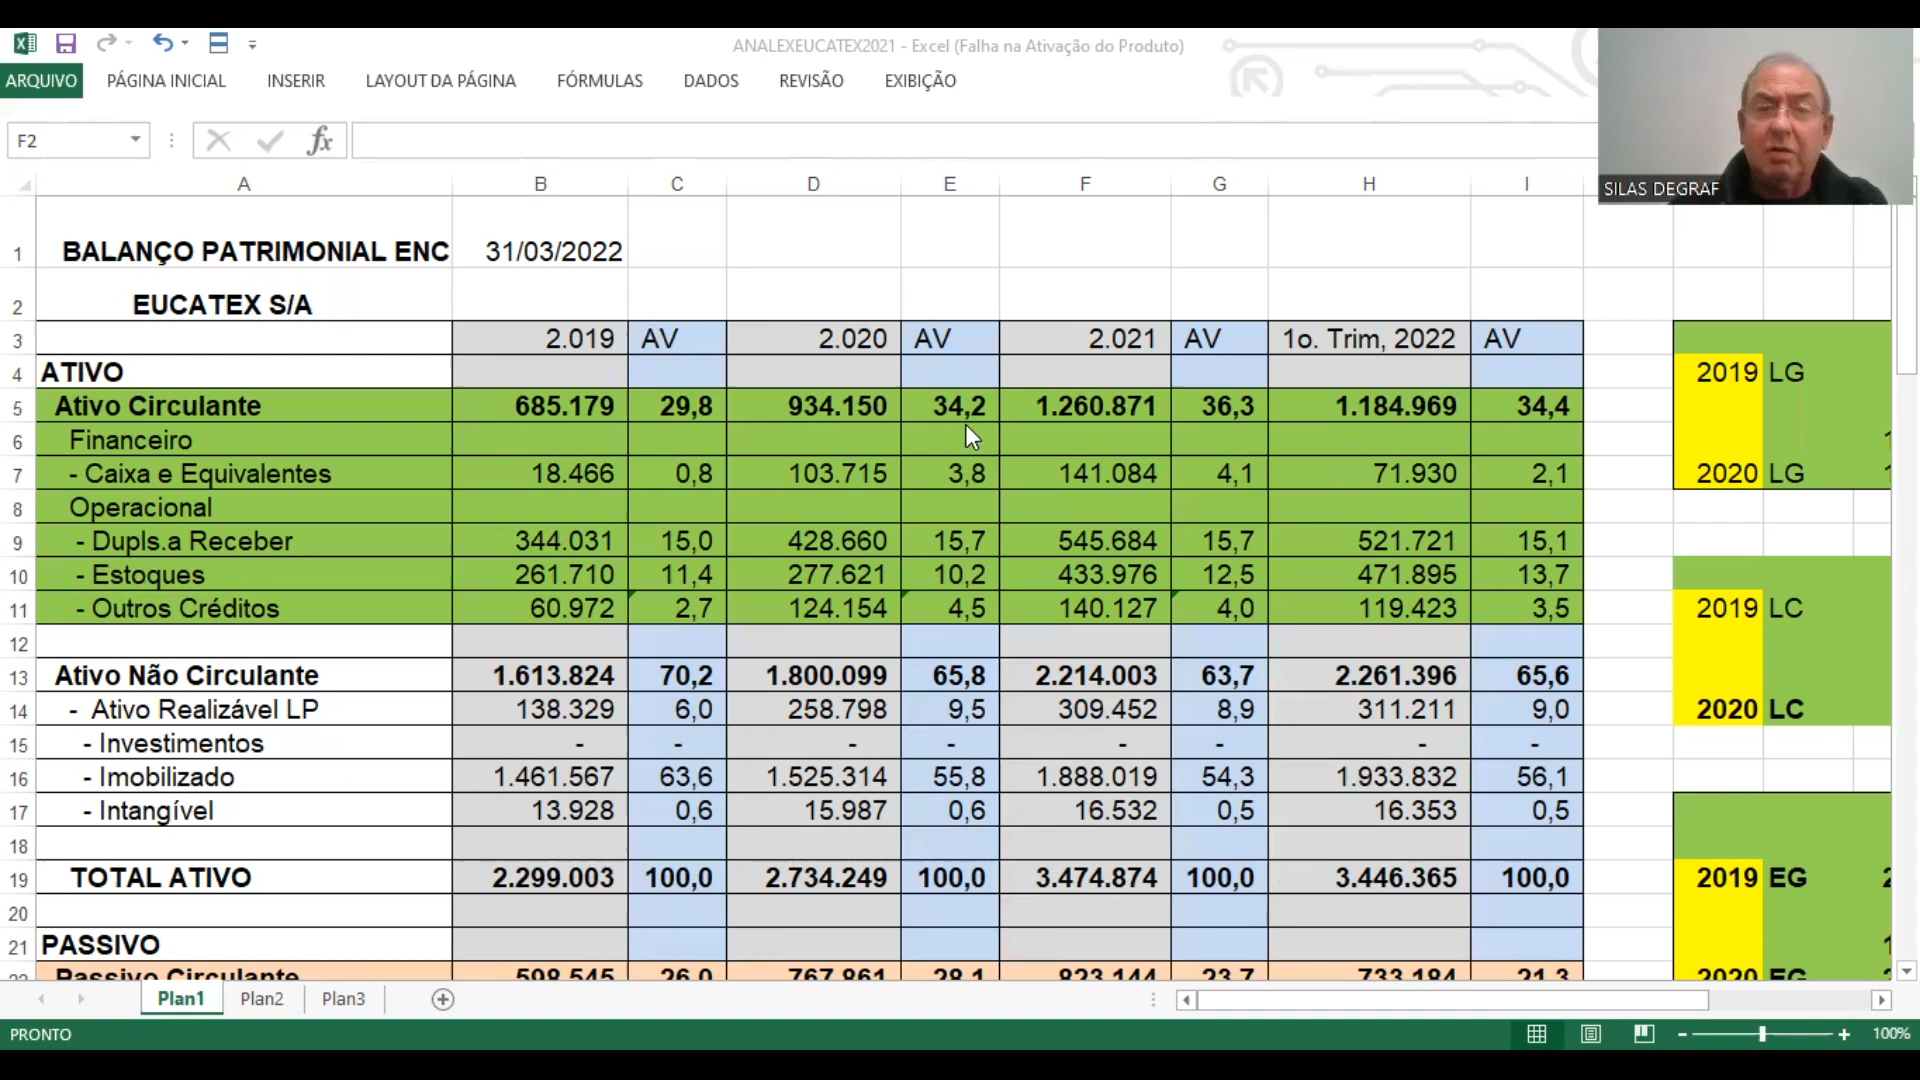 ANALEXEUCATEX2021 - Excel (Falha na Ativação do Produto)
ARQUIVO PÁGINA INICIAL INSERIR LAYOUT DA PÁGINA FÓRMULAS DADOS REVISÃO EXIBIÇÃO
F2 fx
SILAS DEGRAF
A B C D E F G H I
1 BALANÇO PATRIMONIAL ENC 31/03/2022
2 EUCATEX S/A
3 2.019 AV 2.020 AV 2.021 AV 1o. Trim, 2022 AV
4 ATIVO 2019 LG
5 Ativo Circulante 685.179 29,8 934.150 34,2 1.260.871 36,3 1.184.969 34,4
6 Financeiro
7 - Caixa e Equivalentes 18.466 0,8 103.715 3,8 141.084 4,1 71.930 2,1 2020 LG
8 Operacional
9 - Dupls.a Receber 344.031 15,0 428.660 15,7 545.684 15,7 521.721 15,1
10 - Estoques 261.710 11,4 277.621 10,2 433.976 12,5 471.895 13,7
11 - Outros Créditos 60.972 2,7 124.154 4,5 140.127 4,0 119.423 3,5 2019 LC
12
13 Ativo Não Circulante 1.613.824 70,2 1.800.099 65,8 2.214.003 63,7 2.261.396 65,6
14 - Ativo Realizável LP 138.329 6,0 258.798 9,5 309.452 8,9 311.211 9,0 2020 LC
15 - Investimentos - - - - - - - -
16 - Imobilizado 1.461.567 63,6 1.525.314 55,8 1.888.019 54,3 1.933.832 56,1
17 - Intangível 13.928 0,6 15.987 0,6 16.532 0,5 16.353 0,5
18
19 TOTAL ATIVO 2.299.003 100,0 2.734.249 100,0 3.474.874 100,0 3.446.365 100,0 2019 EG
20
21 PASSIVO
22 Passivo Circulante 598.545 26,0 767.861 28,1 823.144 23,7 733.184 21,3 2020 EG
Plan1 Plan2 Plan3
PRONTO 100%